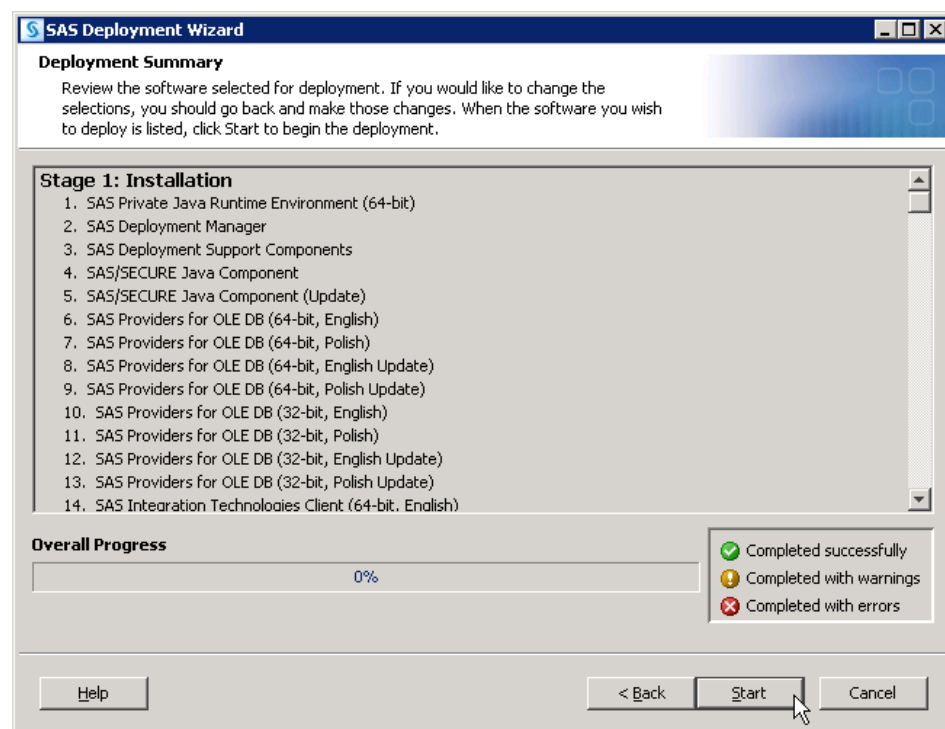 SAS Deployment Wizard
Deployment Summary
Review the software selected for deployment. If you would like to change the
selections, you should go back and make those changes. When the software you wish
to deploy is listed, click Start to begin the deployment.
Stage 1: Installation
1. SAS Private Java Runtime Environment (64-bit)
2. SAS Deployment Manager
3. SAS Deployment Support Components
4. SAS/SECURE Java Component
5. SAS/SECURE Java Component (Update)
6. SAS Providers for OLE DB (64-bit, English)
7. SAS Providers for OLE DB (64-bit, Polish)
8. SAS Providers for OLE DB (64-bit, English Update)
9. SAS Providers for OLE DB (64-bit, Polish Update)
10. SAS Providers for OLE DB (32-bit, English)
11. SAS Providers for OLE DB (32-bit, Polish)
12. SAS Providers for OLE DB (32-bit, English Update)
13. SAS Providers for OLE DB (32-bit, Polish Update)
14. SAS Integration Technologies Client (64-bit, English)
Overall Progress
0%
Completed successfully
Completed with warnings
Completed with errors
Help
< Back
Start
Cancel